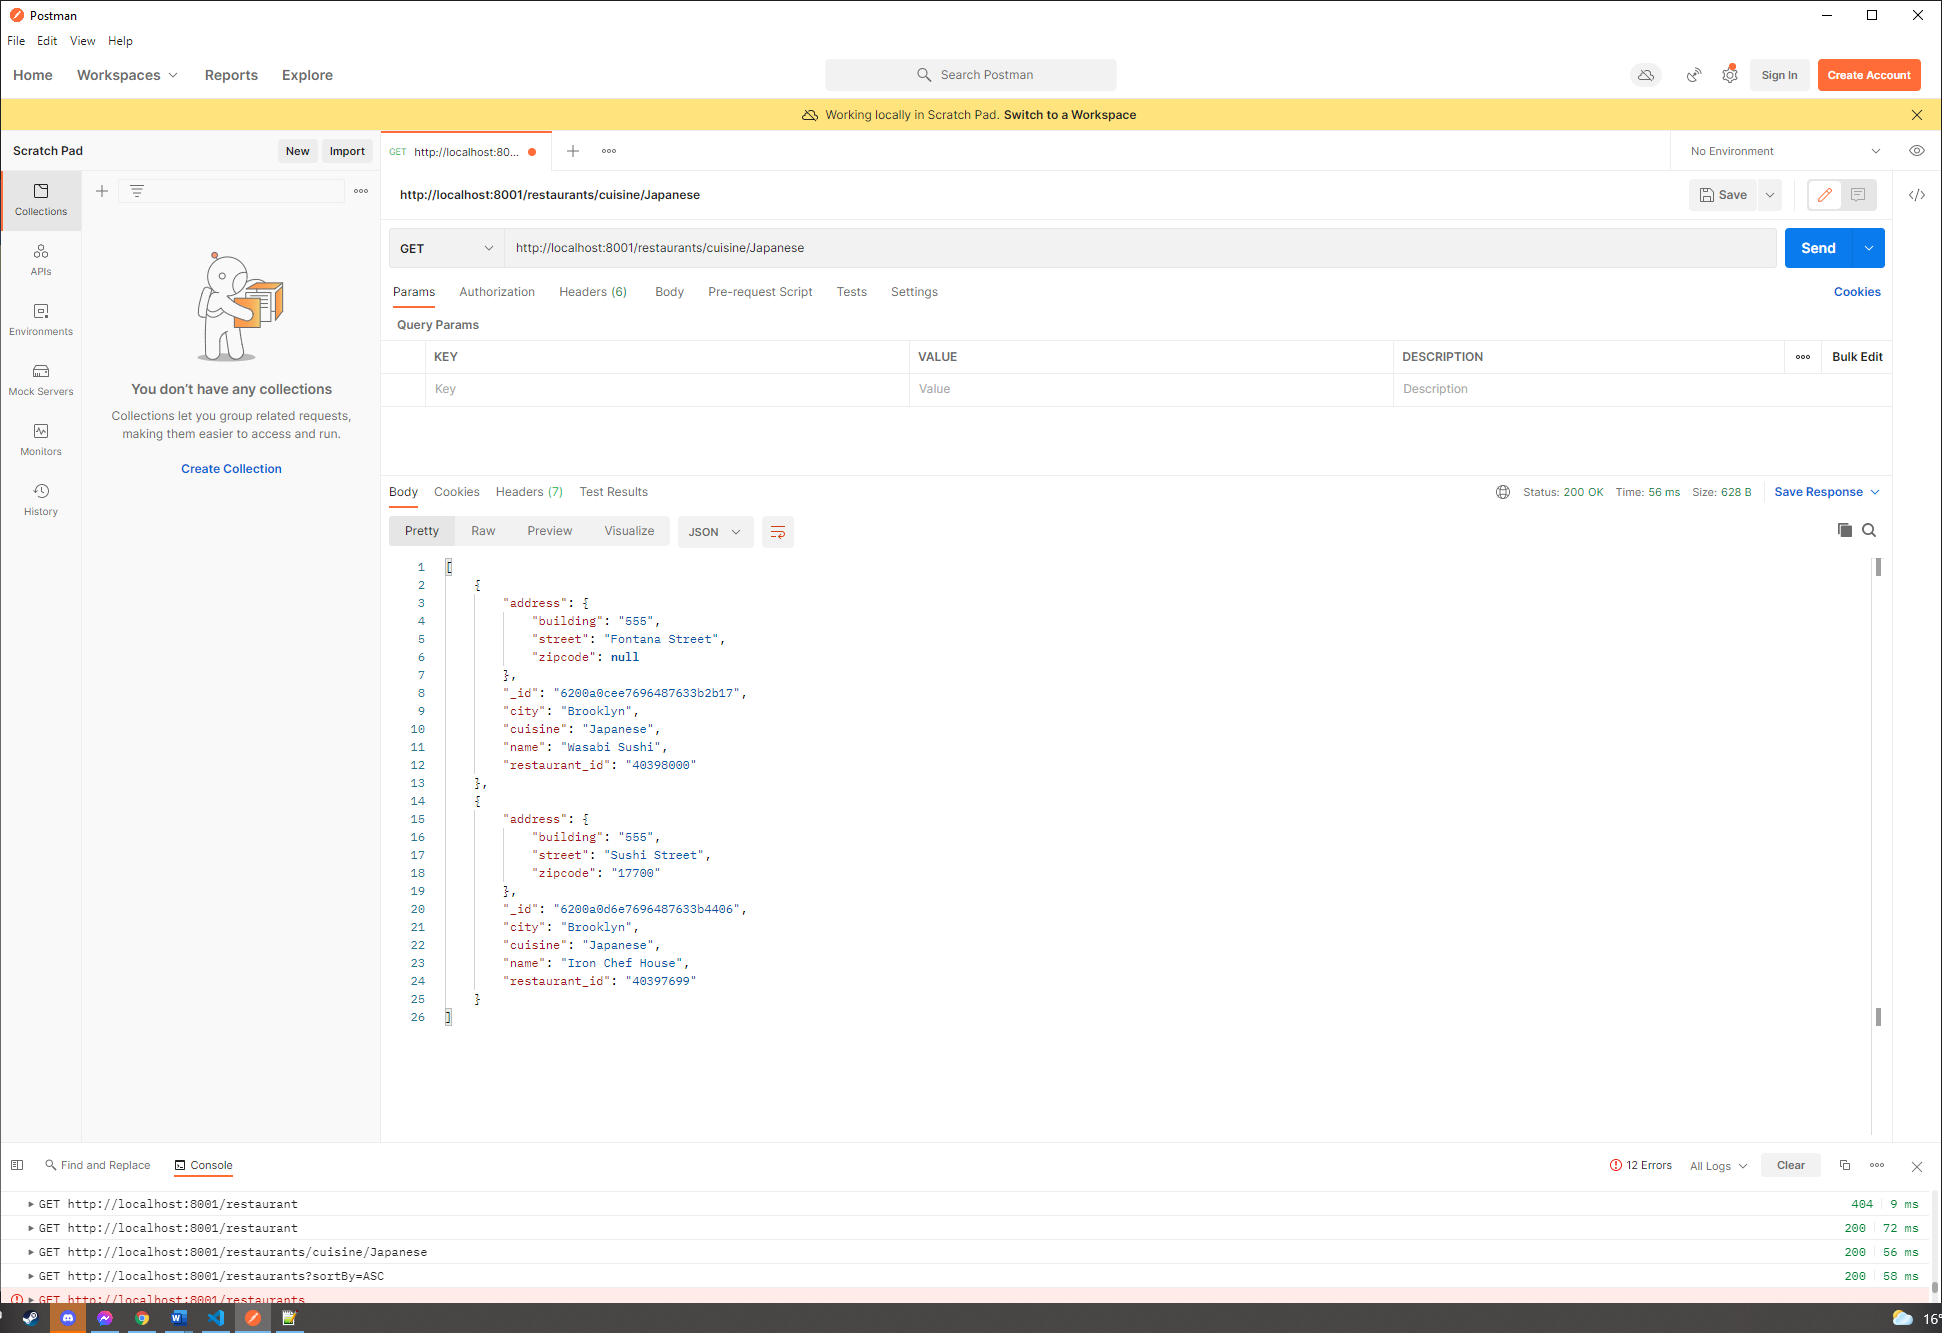 Postman
File Edit View Help
Home Workspaces Reports Explore
Search Postman
Sign In Create Account
Working locally in Scratch Pad. Switch to a Workspace
Scratch Pad New Import
GET http://localhost:80...
No Environment
Collections
APIs
Environments
Mock Servers
Monitors
History
You don’t have any collections
Collections let you group related requests,
making them easier to access and run.
Create Collection
http://localhost:8001/restaurants/cuisine/Japanese
Save
GET http://localhost:8001/restaurants/cuisine/Japanese Send
Params Authorization Headers (6) Body Pre-request Script Tests Settings Cookies
Query Params
KEY VALUE DESCRIPTION Bulk Edit
Key Value Description
Body Cookies Headers (7) Test Results Status: 200 OK Time: 56 ms Size: 628 B Save Response
Pretty Raw Preview Visualize JSON
1 [
2 {
3 "address": {
4 "building": "555",
5 "street": "Fontana Street",
6 "zipcode": null
7 },
8 "_id": "6200a0cee7696487633b2b17",
9 "city": "Brooklyn",
10 "cuisine": "Japanese",
11 "name": "Wasabi Sushi",
12 "restaurant_id": "40398000"
13 },
14 {
15 "address": {
16 "building": "555",
17 "street": "Sushi Street",
18 "zipcode": "17700"
19 },
20 "_id": "6200a0d6e7696487633b4406",
21 "city": "Brooklyn",
22 "cuisine": "Japanese",
23 "name": "Iron Chef House",
24 "restaurant_id": "40397699"
25 }
26 ]
Find and Replace Console 12 Errors All Logs Clear
GET http://localhost:8001/restaurant 404 9 ms
GET http://localhost:8001/restaurant 200 72 ms
GET http://localhost:8001/restaurants/cuisine/Japanese 200 56 ms
GET http://localhost:8001/restaurants?sortBy=ASC 200 58 ms
GET http://localhost:8001/restaurants
16°